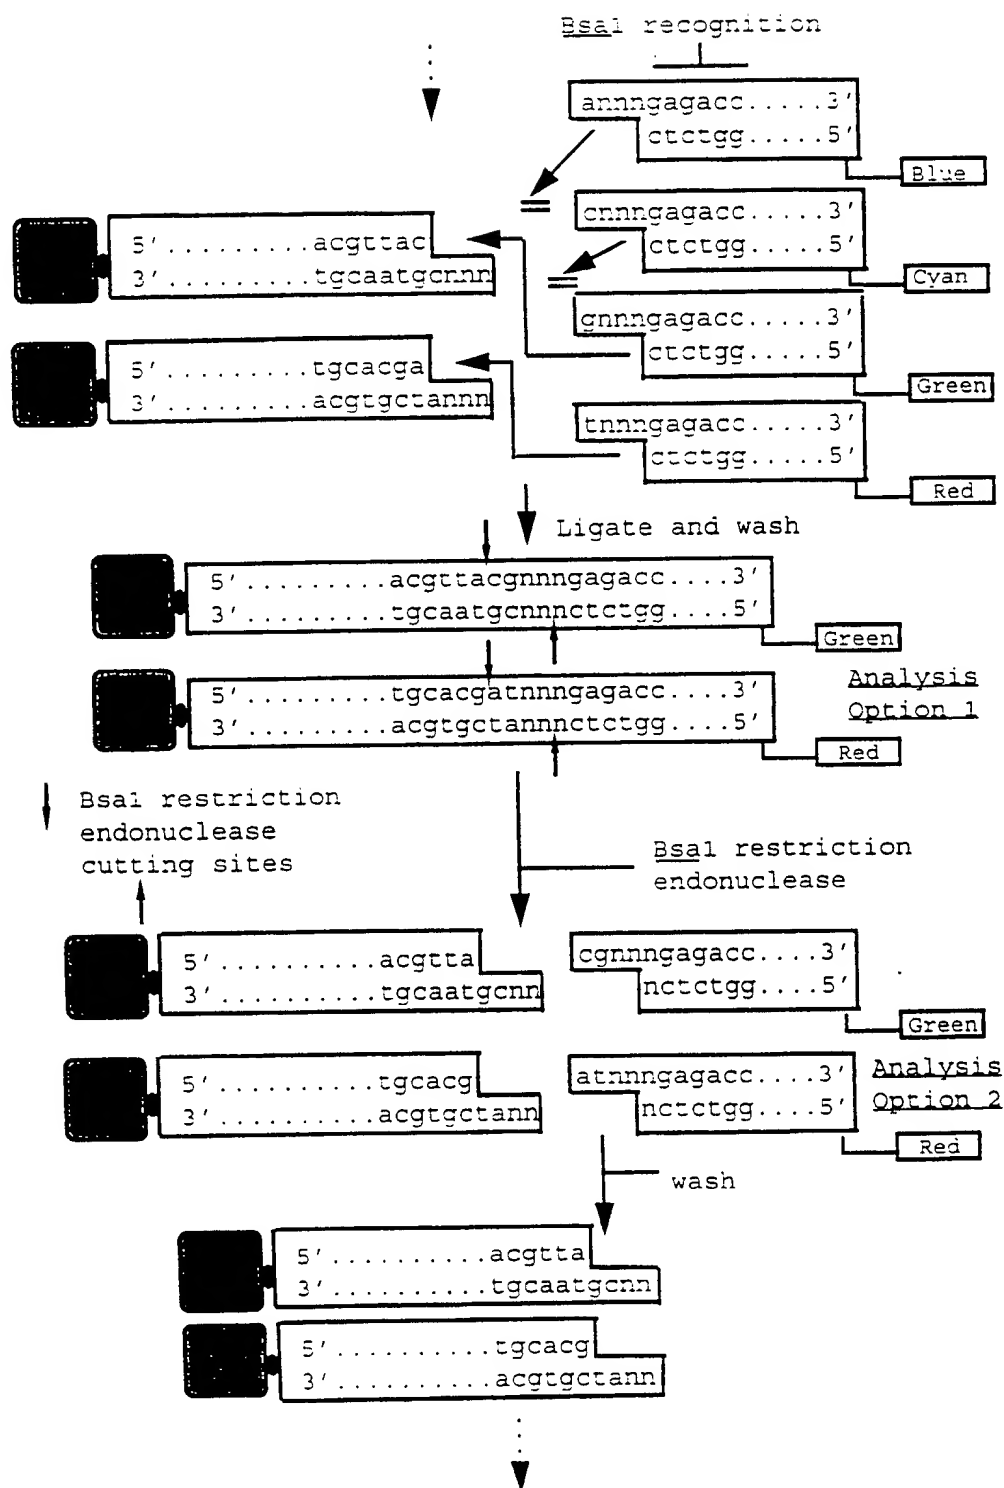 Bsa1 recognition
annngagacc.....3'
ctctgg.....5'
Blue
cnnngagacc.....3'
ctctgg.....5'
Cyan
5'.........acgttac
3'.........tgcaatgcnnn
gnnngagacc.....3'
ctctgg.....5'
Green
5'.........tgcacga
3'.........acgtgctannn
tnnngagacc.....3'
ctctgg.....5'
Red
Ligate and wash
5'.........acgttacgnnngagacc....3'
3'.........tgcaatgcnnnctctgg....5'
Green
5'.........tgcacgatnnngagacc....3'
3'.........acgtgctannnctctgg....5'
Red
Analysis
Option 1
Bsa1 restriction
endonuclease
cutting sites
Bsa1 restriction
endonuclease
5'..........acgtta
3'..........tgcaatgcnn
cgnnngagacc....3'
nctctgg....5'
Green
5'..........tgcacg
3'..........acgtgctann
atnnngagacc....3'
nctctgg....5'
Red
Analysis
Option 2
wash
5'..........acgtta
3'..........tgcaatgcnn
5'..........tgcacg
3'..........acgtgctann